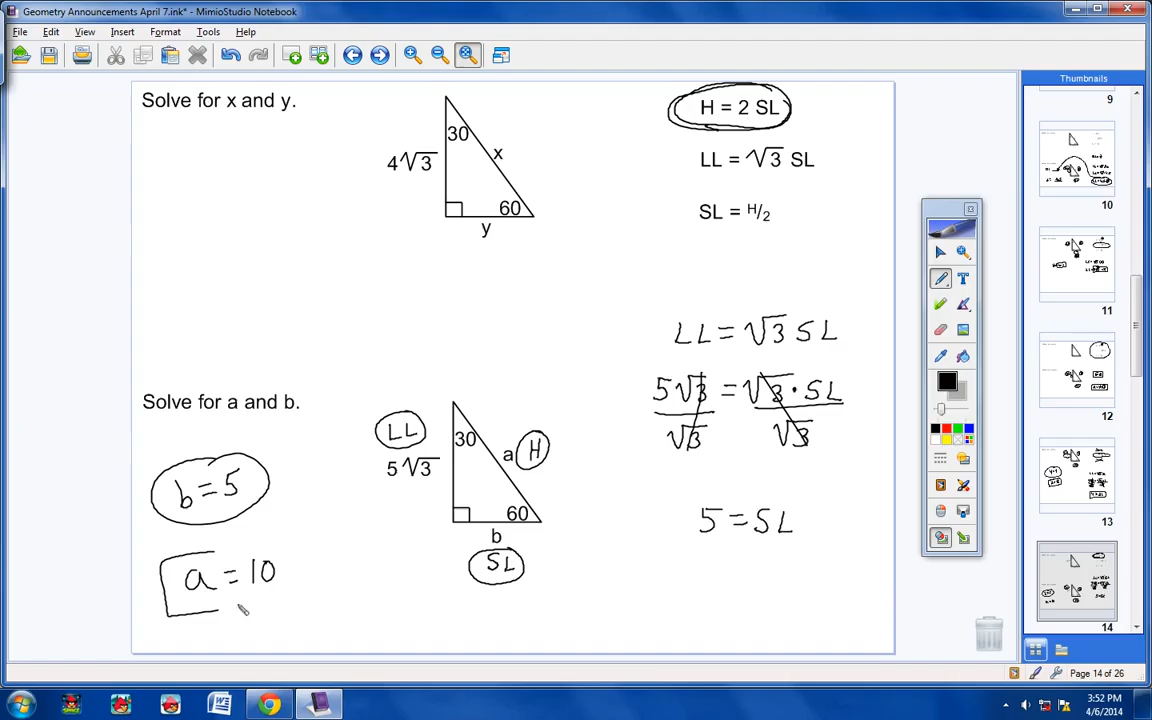 Geometry Announcements April 7.ink* - MimioStudio Notebook
File Edit View Insert Format Tools Help
Solve for x and y.
30
4√3
x
60
y
H = 2 SL
LL = √3 SL
SL = H/2
LL = √3 SL
5√3 = √3 · SL
√3 √3
5 = SL
Solve for a and b.
LL
30
5√3
a
H
60
b
SL
b = 5
a = 10
Thumbnails
9
10
11
12
13
14
T
Page 14 of 26
3:52 PM
4/6/2014